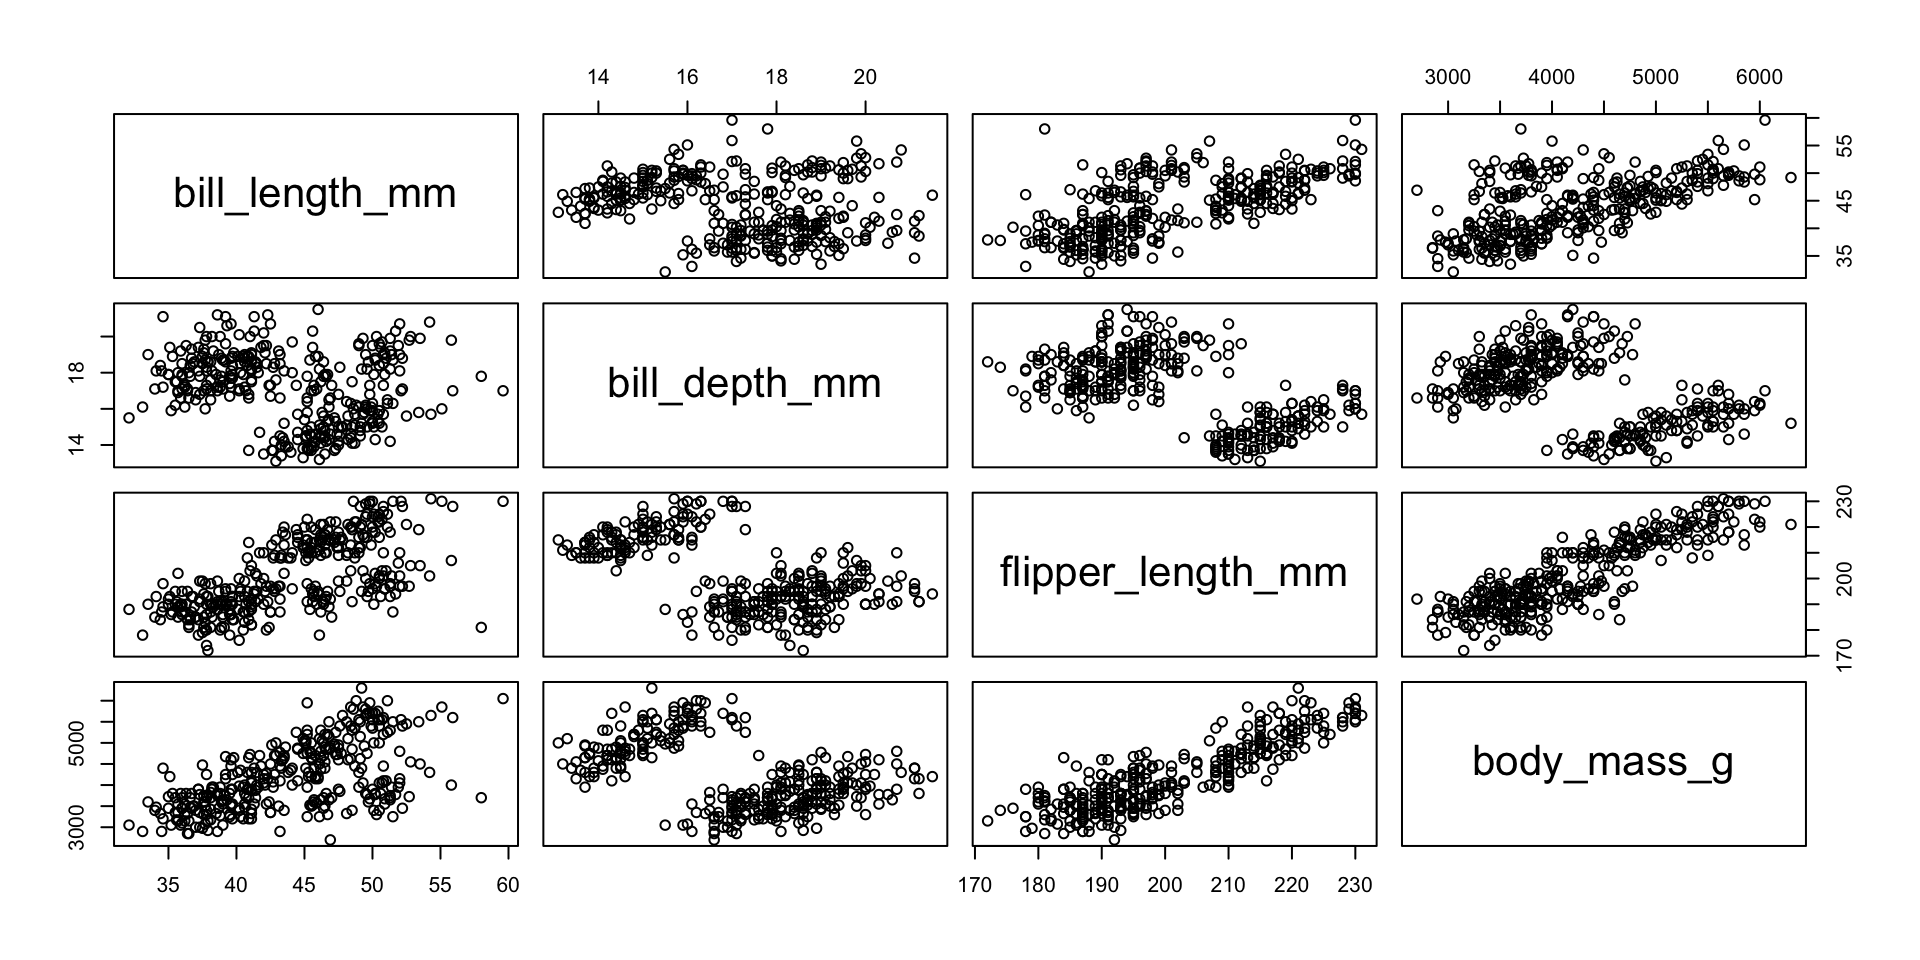 14 16 18 20
3000 4000 5000 6000
bill_length_mm
35 45 55
14 18
bill_depth_mm
flipper_length_mm
170 200 230
3000 5000
body_mass_g
35 40 45 50 55 60
170 180 190 200 210 220 230